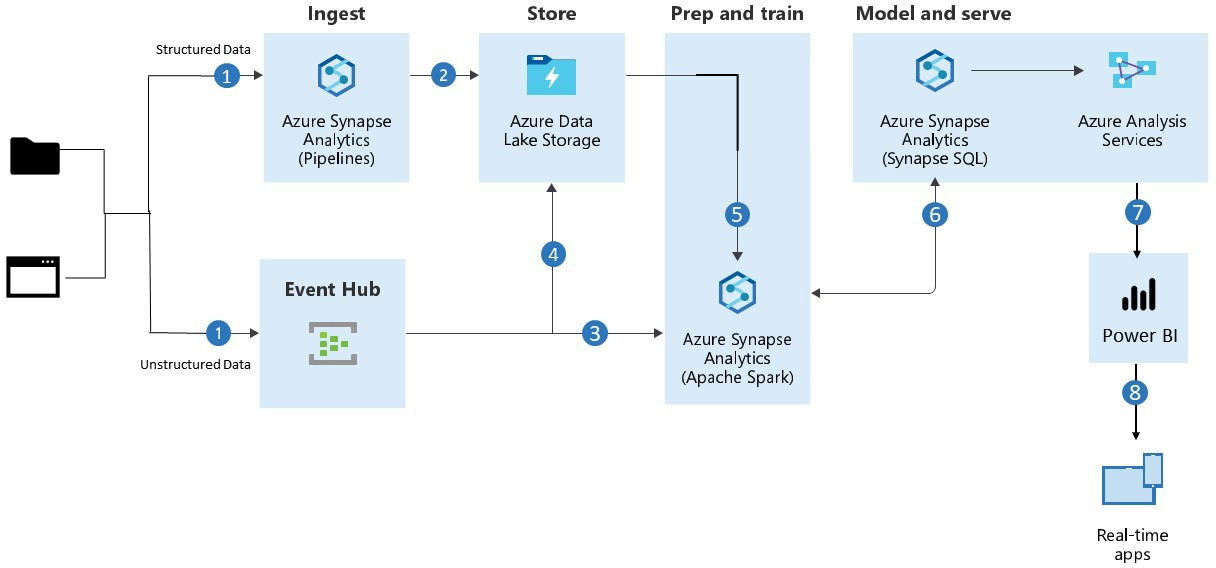 Ingest
Store
Prep and train
Model and serve
Structured Data
1
Azure Synapse
Analytics
(Pipelines)
2
Azure Data
Lake Storage
Azure Synapse
Analytics
(Synapse SQL)
Azure Analysis
Services
5
6
7
4
Event Hub
1
Unstructured Data
3
Azure Synapse
Analytics
(Apache Spark)
Power BI
8
Real-time
apps